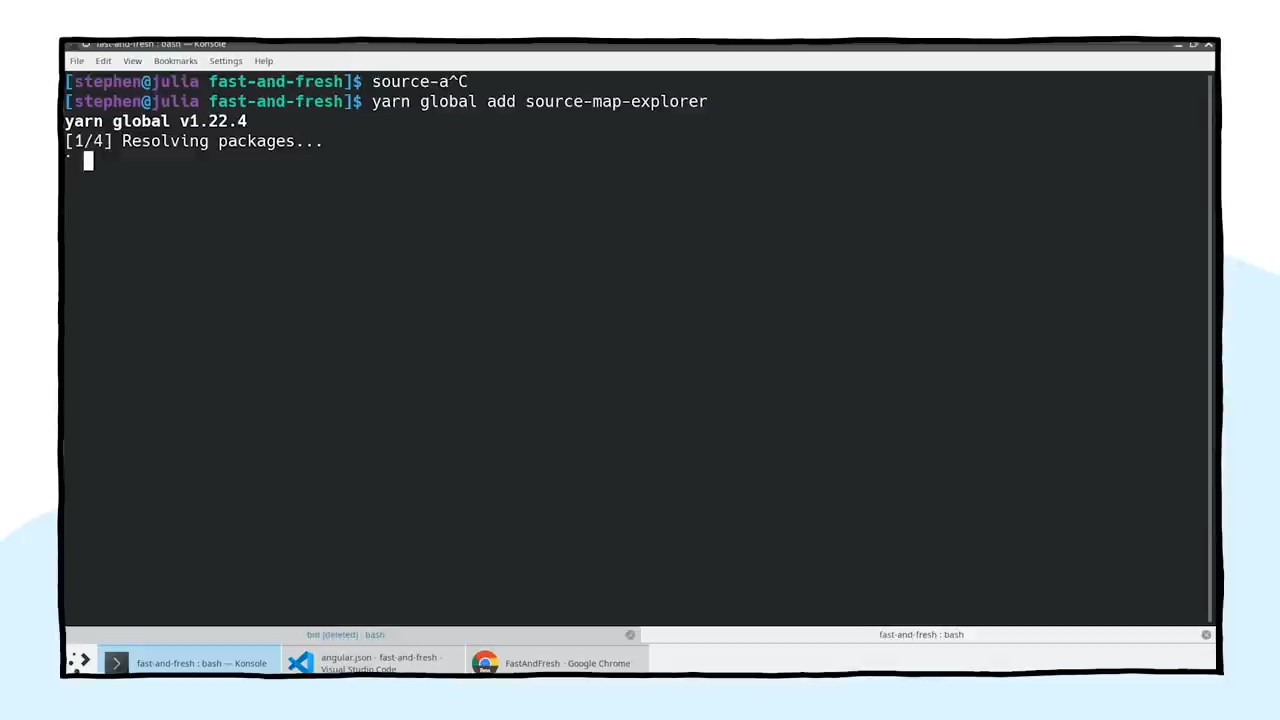 fast-and-fresh : bash — Konsole
File Edit View Bookmarks Settings Help
[stephen@julia fast-and-fresh]$ source-a^C
[stephen@julia fast-and-fresh]$ yarn global add source-map-explorer
yarn global v1.22.4
[1/4] Resolving packages...
[deleted] : bash
fast-and-fresh : bash
fast-and-fresh : bash — Konsole
angular.json - fast-and-fresh -
Visual Studio Code
FastAndFresh - Google Chrome